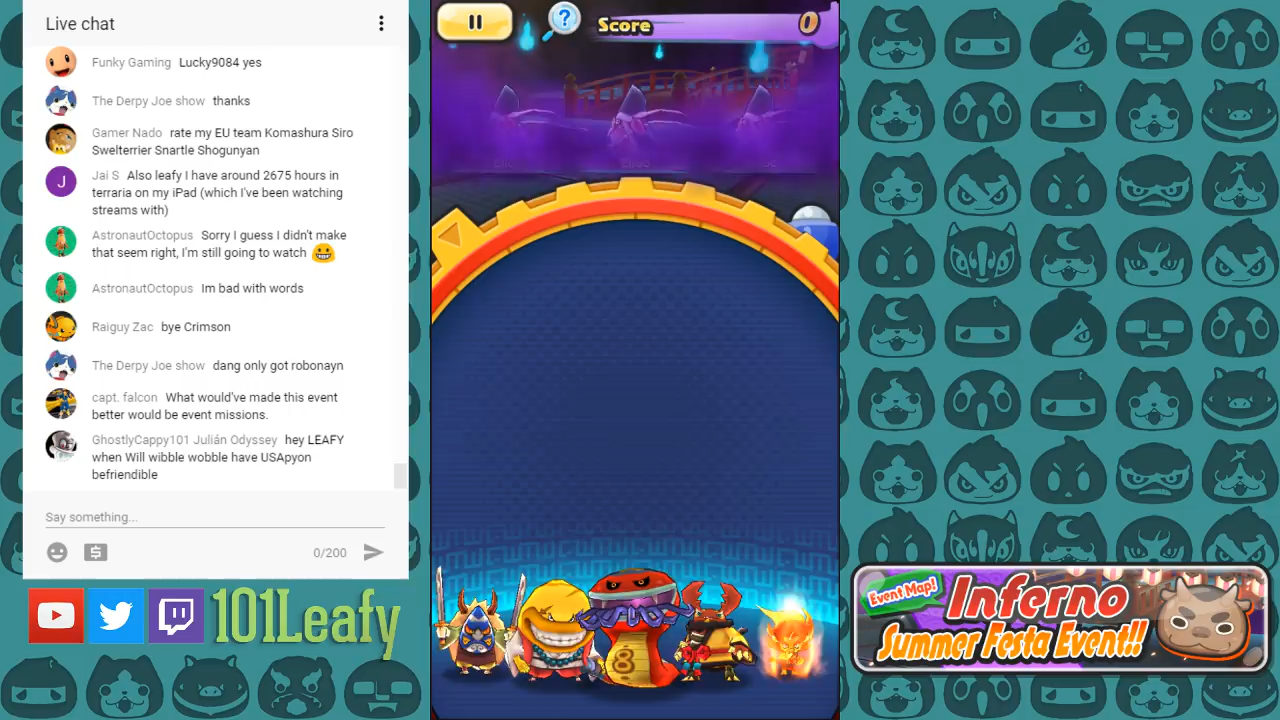 Live chat
Funky Gaming Lucky9084 yes
The Derpy Joe show thanks
Gamer Nado rate my EU team Komashura Siro
Swelterrier Snartle Shogunyan
J
Jai S Also leafy I have around 2675 hours in
terraria on my iPad (which I've been watching
streams with)
AstronautOctopus Sorry I guess I didn't make
that seem right, I'm still going to watch 😀
AstronautOctopus Im bad with words
Raiguy Zac bye Crimson
The Derpy Joe show dang only got robonayn
capt. falcon What would've made this event
better would be event missions.
GhostlyCappy101 Julián Odyssey hey LEAFY
when Will wibble wobble have USApyon
befriendible
Say something...
0/200
101Leafy
?
Score 0
8
Event Map!
Inferno
Summer Festa Event!!